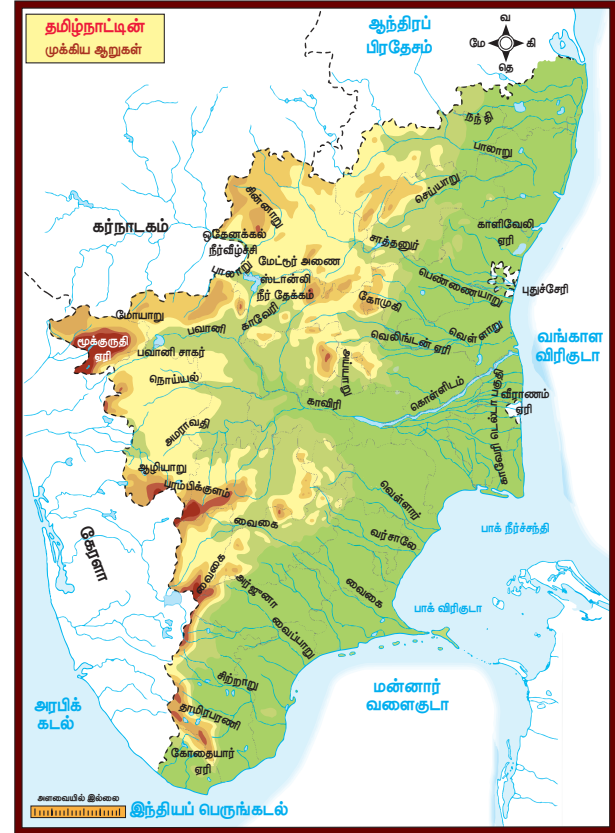 தமிழ்நாட்டின்
முக்கிய ஆறுகள்
ஆந்திரப்
பிரதேசம்
வ
மே
கி
தெ
நந்தி
பாலாறு
செய்யாறு
சின்னாறு
காளிவேலி
ஏரி
கர்நாடகம்
ஒகேனக்கல்
நீர்வீழ்ச்சி
சாத்தனுர்
மேட்டூர் அணை
பாலாறு
ஸ்டான்லி
நீர் தேக்கம்
பெண்ணையாறு
புதுச்சேரி
கோமுகி
மோயாறு
காவேரி
பவானி
மூக்குருதி
ஏரி
பவானி சாகர்
வெலிங்டன் ஏரி
வெள்ளாறு
வங்காள
விரிகுடா
அய்யாறு
நொய்யல்
கொள்ளிடம்
காவிரி
வீராணம்
ஏரி
காவேரி டெல்டா பகுதி
அமராவதி
ஆழியாறு
பரம்பிக்குளம்
வெள்ளார்
வைகை
வர்சாலே
பாக் நீர்சந்தி
கேரளா
வைகை
அர்ஜுனா
வைகை
பாக் விரிகுடா
வைப்பாறு
சிற்றாறு
மன்னார்
வளைகுடா
அரபிக்
கடல்
தாமிரபரணி
கோதையார்
ஏரி
அளவையில் இல்லை
இந்தியப் பெருங்கடல்